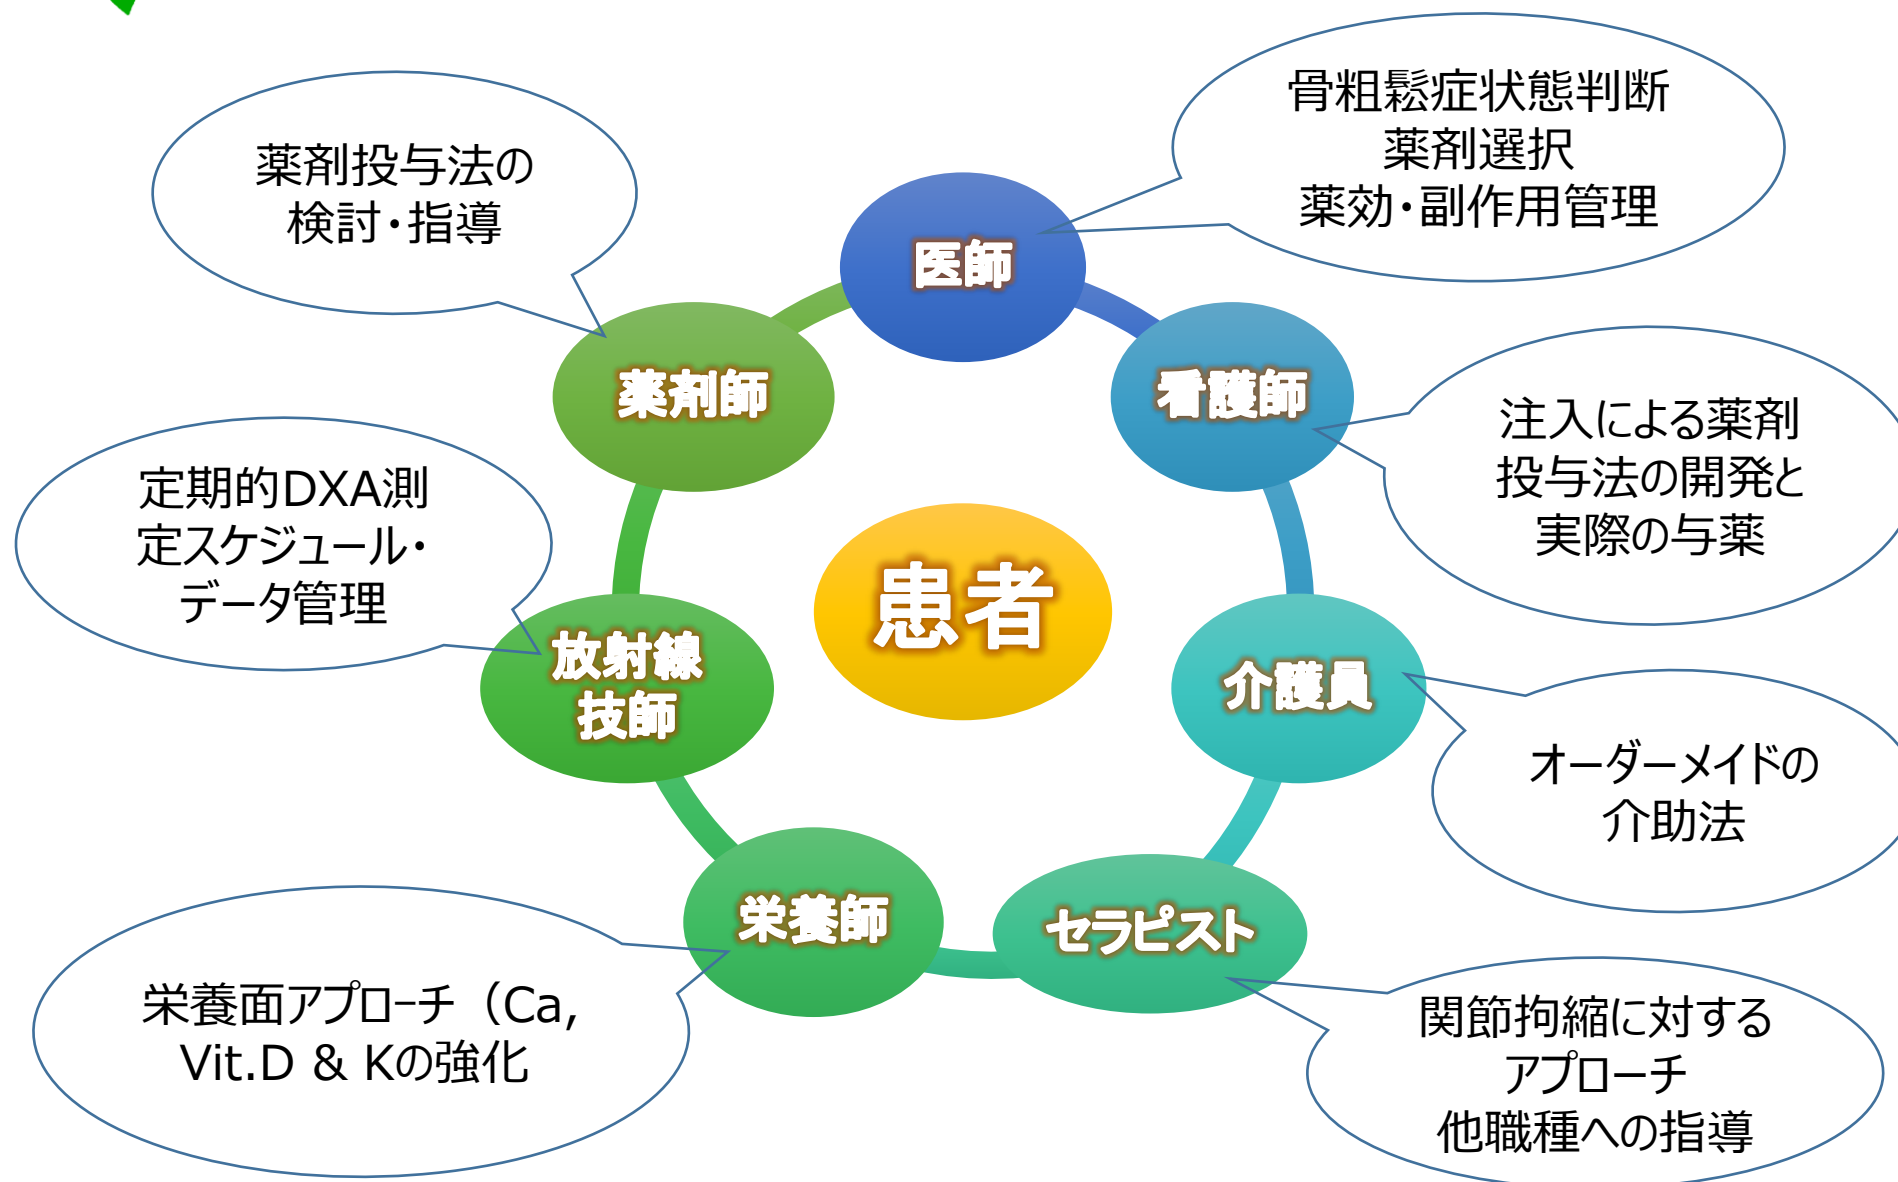 骨粗鬆症状態判断
薬剤選択
薬効・副作用管理
薬剤投与法の
検討・指導
医師
薬剤師
看護師
注入による薬剤
投与法の開発と
実際の与薬
定期的DXA測
定スケジュール・
データ管理
患者
放射線
技師
介護員
オーダーメイドの
介助法
栄養師
セラピスト
栄養面アプローチ（Ca,
Vit.D & Kの強化
関節拘縮に対する
アプローチ
他職種への指導